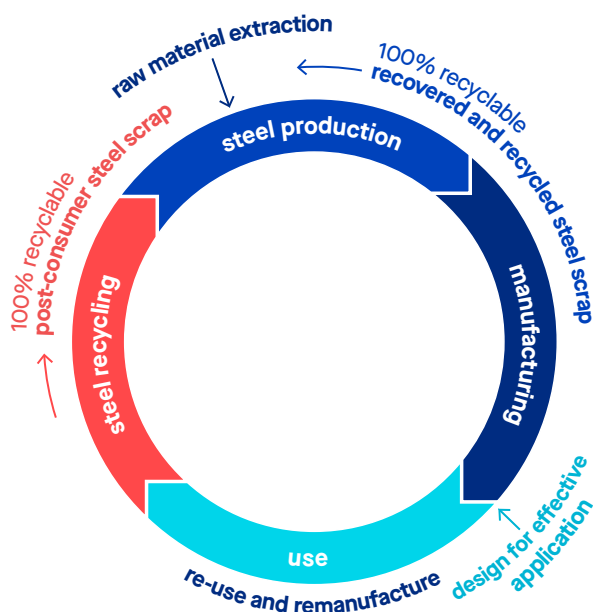 raw material extraction
100% recyclable
recovered and recycled steel scrap
steel production
manufacturing
design for effective
application
use
re-use and remanufacture
steel recycling
100% recyclable
post-consumer steel scrap